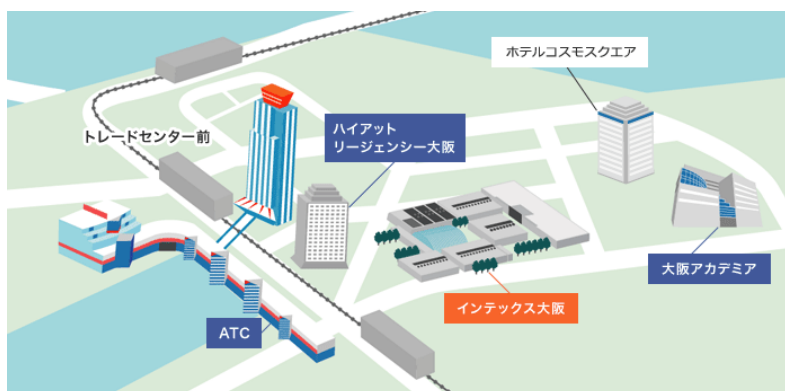 ホテルコスモスクエア
ハイアット
リージェンシー大阪
トレードセンター前
大阪アカデミア
インテックス大阪
ATC